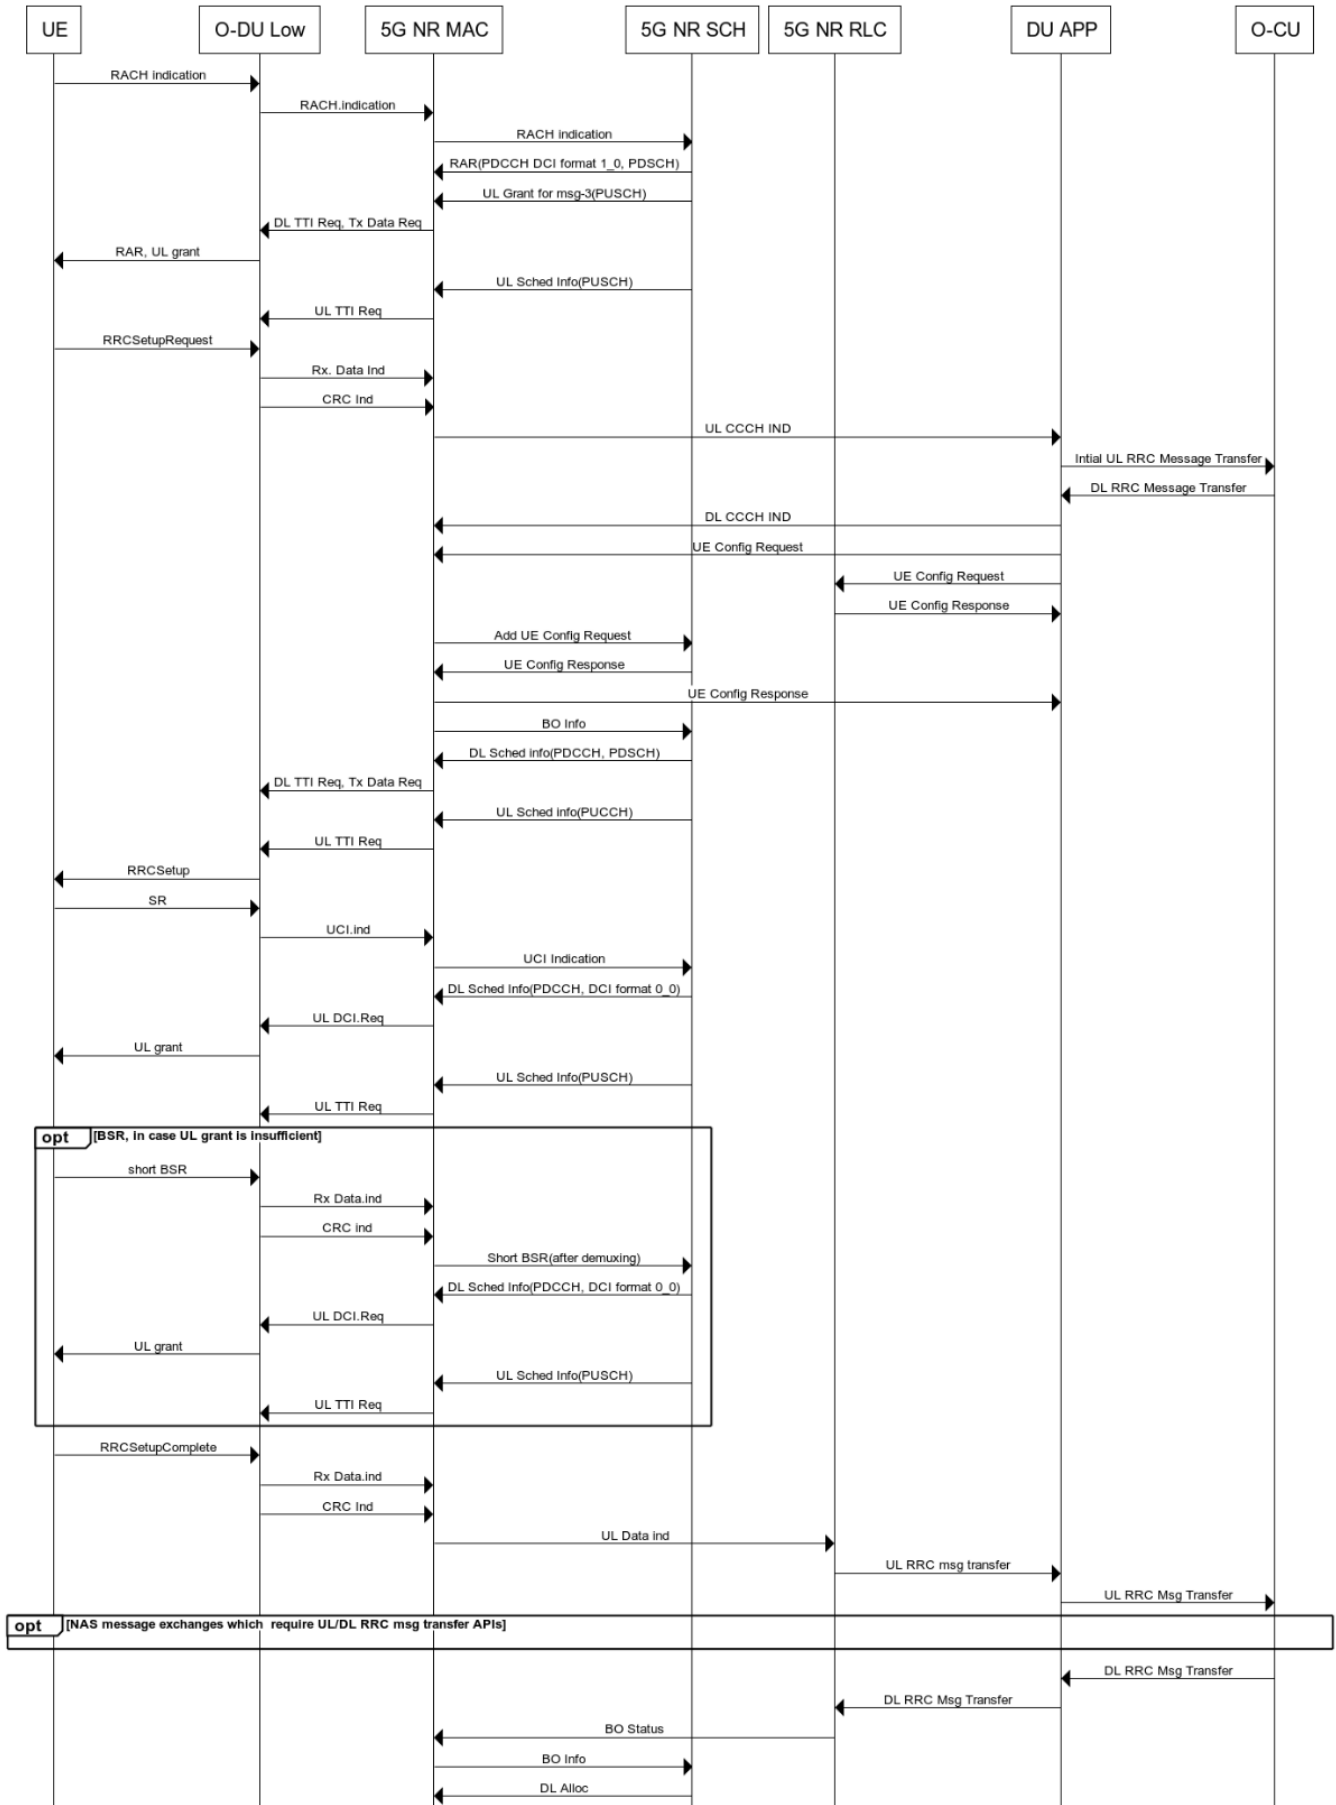 UE
O-DU Low
5G NR MAC
5G NR SCH
5G NR RLC
DU APP
O-CU
RACH indication
RACH.indication
RACH indication
RAR(PDCCH DCI format 1_0, PDSCH)
UL Grant for msg-3(PUSCH)
DL TTI Req, Tx Data Req
RAR, UL grant
UL Sched Info(PUSCH)
UL TTI Req
RRCSetupRequest
Rx. Data Ind
CRC Ind
UL CCCH IND
Intial UL RRC Message Transfer
DL RRC Message Transfer
DL CCCH IND
UE Config Request
UE Config Request
UE Config Response
Add UE Config Request
UE Config Response
UE Config Response
BO Info
DL Sched info(PDCCH, PDSCH)
DL TTI Req, Tx Data Req
UL Sched info(PUCCH)
UL TTI Req
RRCSetup
SR
UCI.ind
UCI Indication
DL Sched Info(PDCCH, DCI format 0_0)
UL DCI.Req
UL grant
UL Sched Info(PUSCH)
UL TTI Req
opt [BSR, in case UL grant is insufficient]
short BSR
Rx Data.ind
CRC ind
Short BSR(after demuxing)
DL Sched Info(PDCCH, DCI format 0_0)
UL DCI.Req
UL grant
UL Sched Info(PUSCH)
UL TTI Req
RRCSetupComplete
Rx Data.ind
CRC Ind
UL Data ind
UL RRC msg transfer
UL RRC Msg Transfer
opt [NAS message exchanges which require UL/DL RRC msg transfer APIs]
DL RRC Msg Transfer
DL RRC Msg Transfer
BO Status
BO Info
DL Alloc